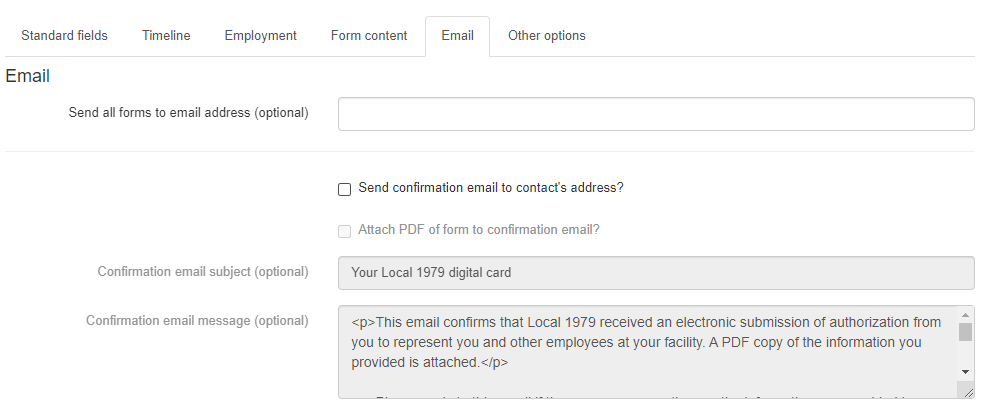 Standard fields Timeline Employment Form content Email Other options
Email
Send all forms to email address (optional)
Send confirmation email to contact's address?
Attach PDF of form to confirmation email?
Confirmation email subject (optional) Your Local 1979 digital card
Confirmation email message (optional) <p>This email confirms that Local 1979 received an electronic submission of authorization from
you to represent you and other employees at your facility. A PDF copy of the information you
provided is attached.</p>